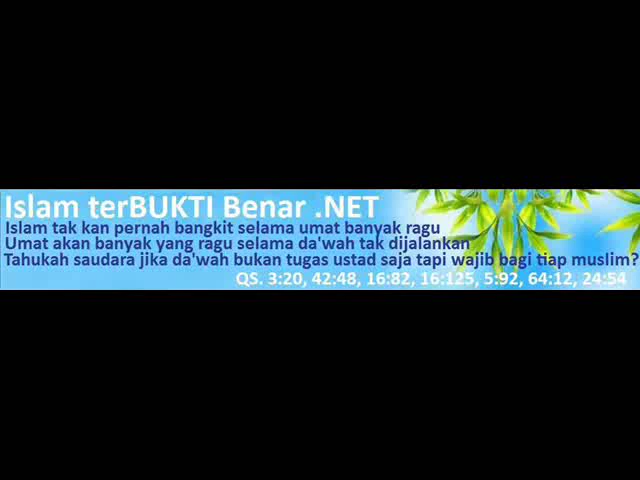 Islam terBUKTI Benar .NET
Islam tak kan pernah bangkit selama umat banyak ragu
Umat akan banyak yang ragu selama da'wah tak dijalankan
Tahukah saudara jika da'wah bukan tugas ustad saja tapi wajib bagi tiap muslim?
QS. 3:20, 42:48, 16:82, 16:125, 5:92, 64:12, 24:54